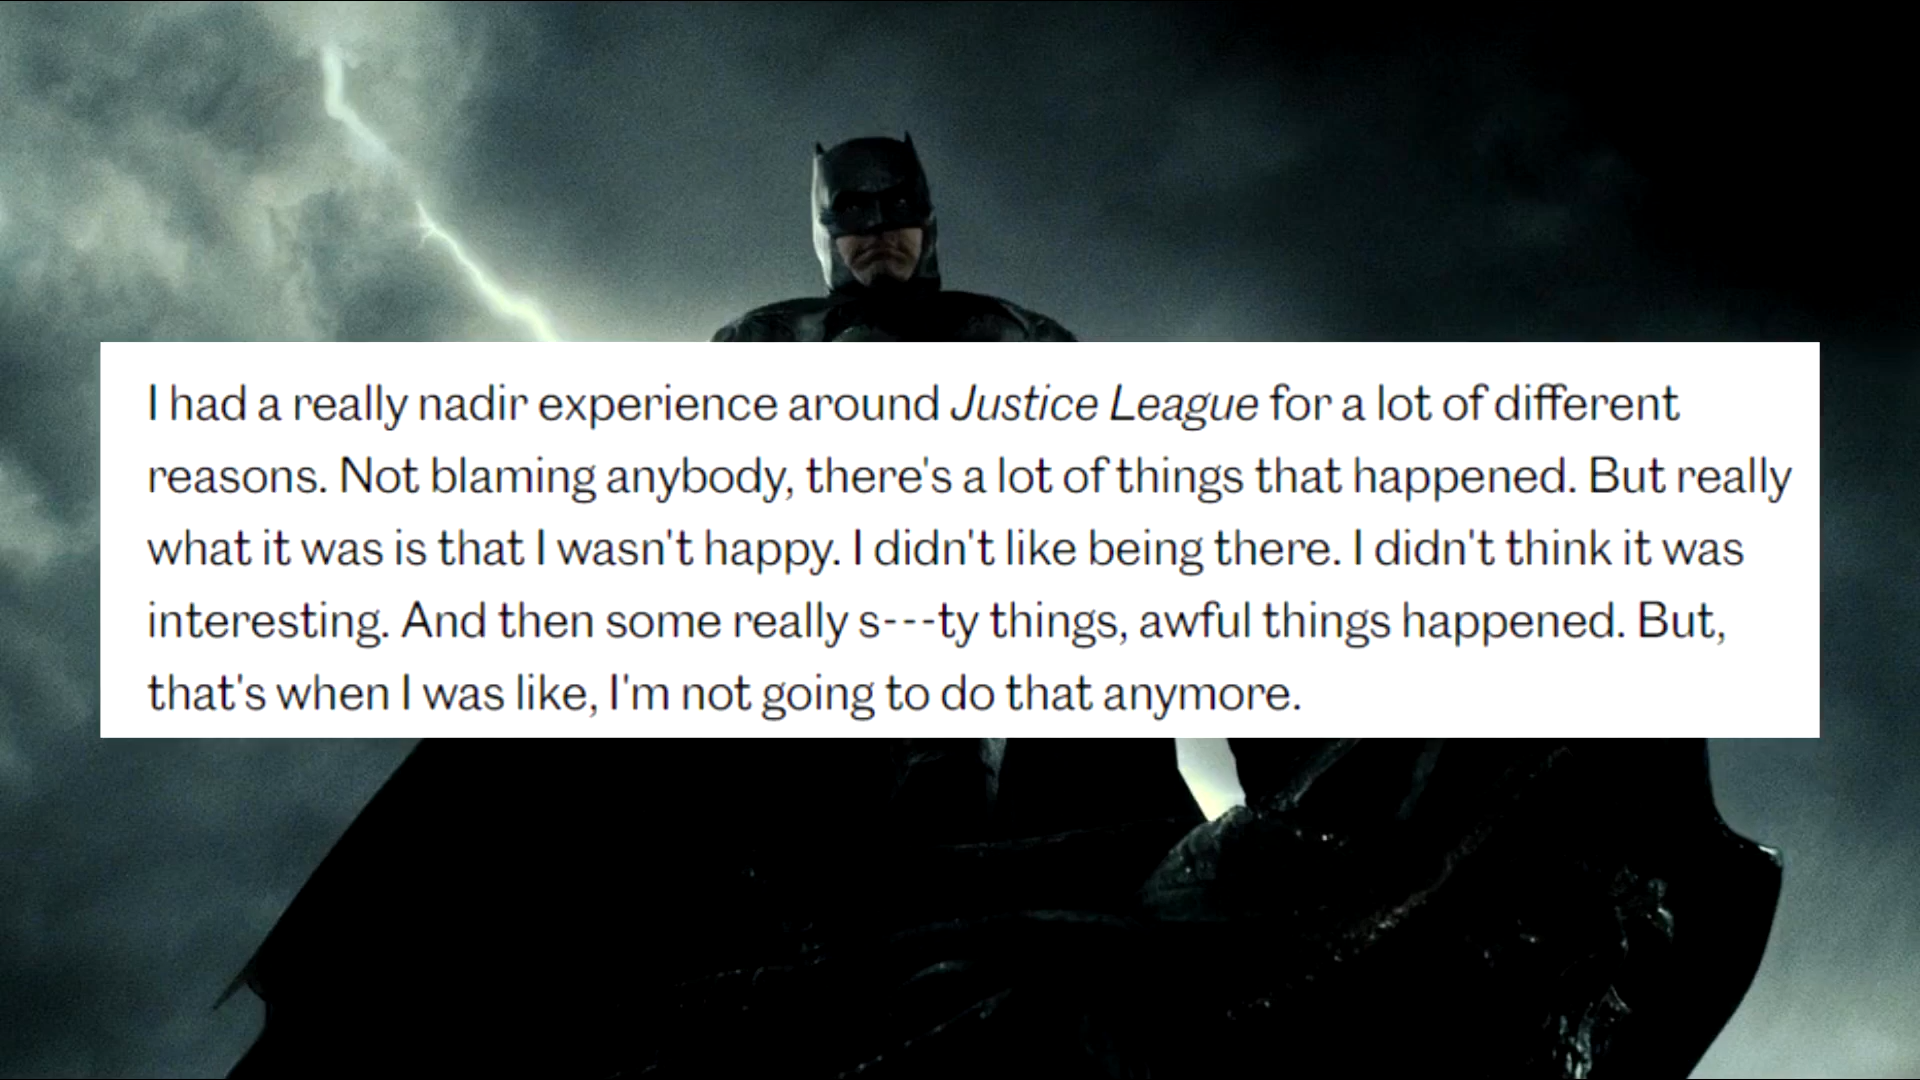 I had a really nadir experience around Justice League for a lot of different
reasons. Not blaming anybody, there's a lot of things that happened. But really
what it was is that I wasn't happy. I didn't like being there. I didn't think it was
interesting. And then some really s---ty things, awful things happened. But,
that's when I was like, I'm not going to do that anymore.